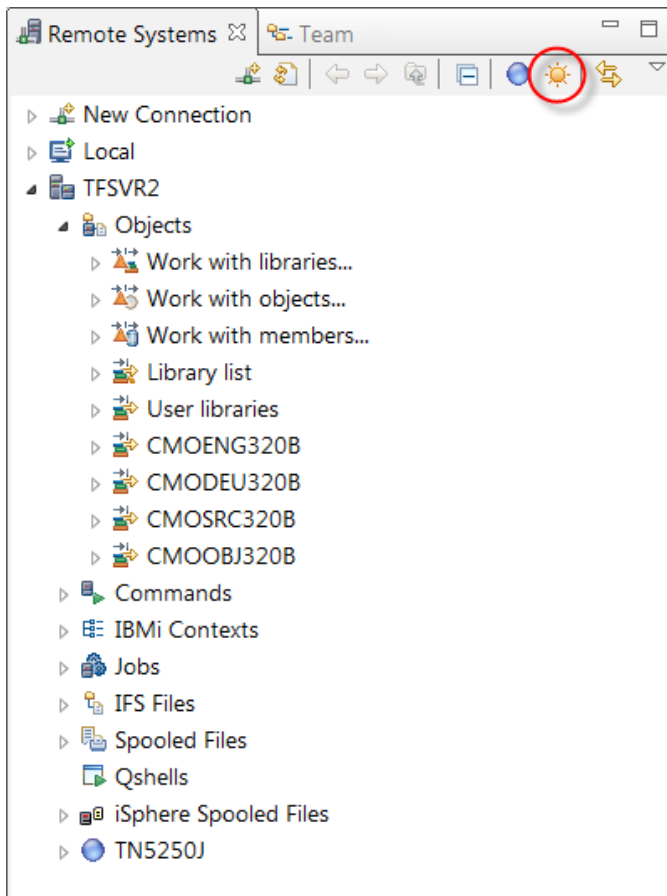 Remote Systems Team
New Connection
Local
TFSVR2
Objects
Work with libraries...
Work with objects...
Work with members...
Library list
User libraries
CMOENG320B
CMODEU320B
CMOSRC320B
CMOOBJ320B
Commands
IBMi Contexts
Jobs
IFS Files
Spooled Files
Qshells
iSphere Spooled Files
TN5250J